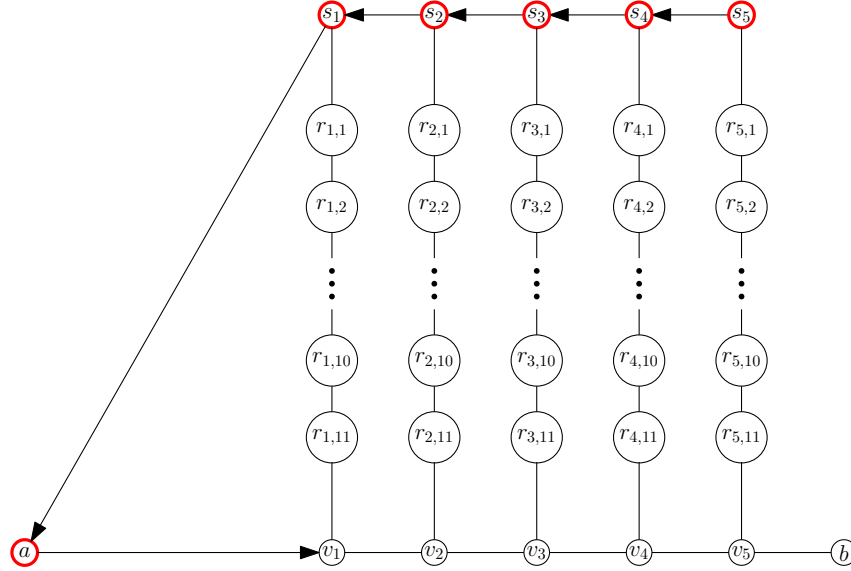 s₁ s₂ s₃ s₄ s₅
r₁,₁ r₂,₁ r₃,₁ r₄,₁ r₅,₁
r₁,₂ r₂,₂ r₃,₂ r₄,₂ r₅,₂
r₁,₁₀ r₂,₁₀ r₃,₁₀ r₄,₁₀ r₅,₁₀
r₁,₁₁ r₂,₁₁ r₃,₁₁ r₄,₁₁ r₅,₁₁
a v₁ v₂ v₃ v₄ v₅ b